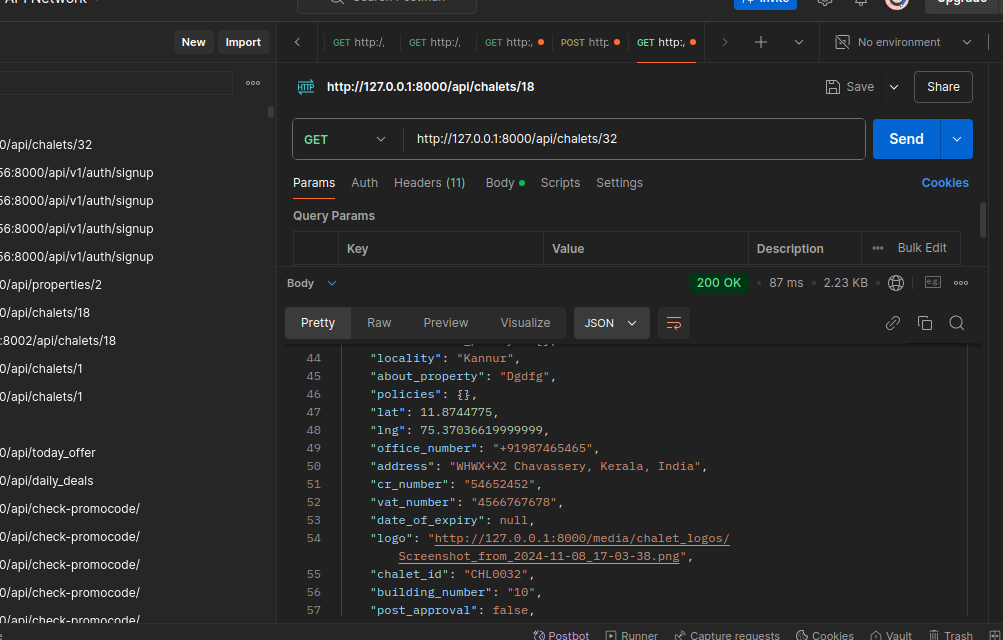 API Network
Search Postman
Invite
Upgrade
New
Import
GET http:/,
GET http:/,
GET http:,
POST http
GET http:,
No environment
HTTP
http://127.0.0.1:8000/api/chalets/18
Save
Share
GET
http://127.0.0.1:8000/api/chalets/32
Send
Params
Auth
Headers (11)
Body
Scripts
Settings
Cookies
Query Params
Key
Value
Description
Bulk Edit
Body
200 OK
87 ms
2.23 KB
e.g.
Pretty
Raw
Preview
Visualize
JSON
44 "locality": "Kannur",
45 "about_property": "Dgdfg",
46 "policies": {},
47 "lat": 11.8744775,
48 "lng": 75.37036619999999,
49 "office_number": "+91987465465",
50 "address": "WHWX+X2 Chavassery, Kerala, India",
51 "cr_number": "54652452",
52 "vat_number": "4566767678",
53 "date_of_expiry": null,
54 "logo": "http://127.0.0.1:8000/media/chalet_logos/
Screenshot_from_2024-11-08_17-03-38.png",
55 "chalet_id": "CHL0032",
56 "building_number": "10",
57 "post_approval": false,
0/api/chalets/32
56:8000/api/v1/auth/signup
56:8000/api/v1/auth/signup
56:8000/api/v1/auth/signup
56:8000/api/v1/auth/signup
0/api/properties/2
0/api/chalets/18
:8002/api/chalets/18
0/api/chalets/1
0/api/chalets/1
0/api/today_offer
0/api/daily_deals
0/api/check-promocode/
0/api/check-promocode/
0/api/check-promocode/
0/api/check-promocode/
0/api/check-promocode/
Postbot
Runner
Capture requests
Cookies
Vault
Trash